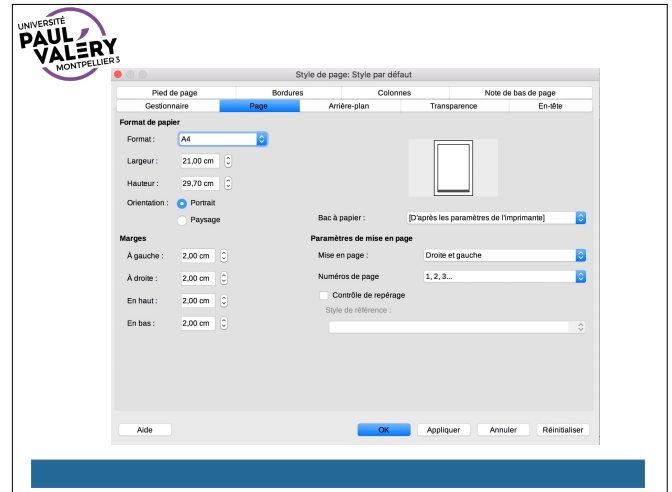 UNIVERSITÉ
PAUL
VALÉRY
MONTPELLIER 3
Style de page: Style par défaut
Pied de page Bordures Colonnes Note de bas de page
Gestionnaire Page Arrière-plan Transparence En-tête
Format de papier
Format : A4
Largeur : 21,00 cm
Hauteur : 29,70 cm
Orientation : Portrait
Paysage
Bac à papier : [D'après les paramètres de l'imprimante]
Marges
À gauche : 2,00 cm
À droite : 2,00 cm
En haut : 2,00 cm
En bas : 2,00 cm
Paramètres de mise en page
Mise en page : Droite et gauche
Numéros de page 1, 2, 3...
Contrôle de repérage
Style de référence :
Aide OK Appliquer Annuler Réinitialiser